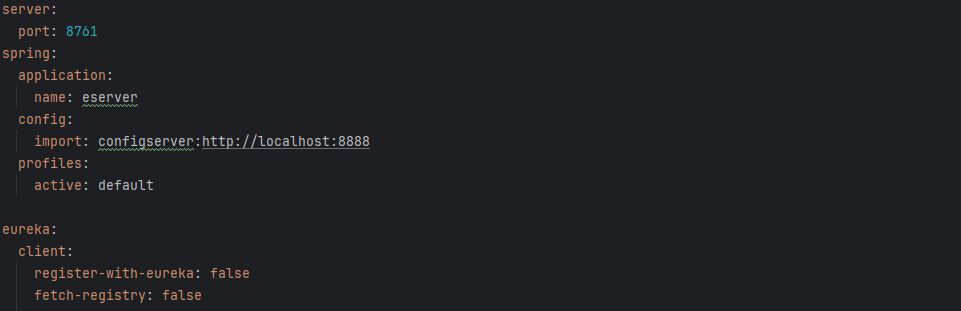 server:
  port: 8761
spring:
  application:
    name: eserver
  config:
    import: configserver:http://localhost:8888
  profiles:
    active: default

eureka:
  client:
    register-with-eureka: false
    fetch-registry: false